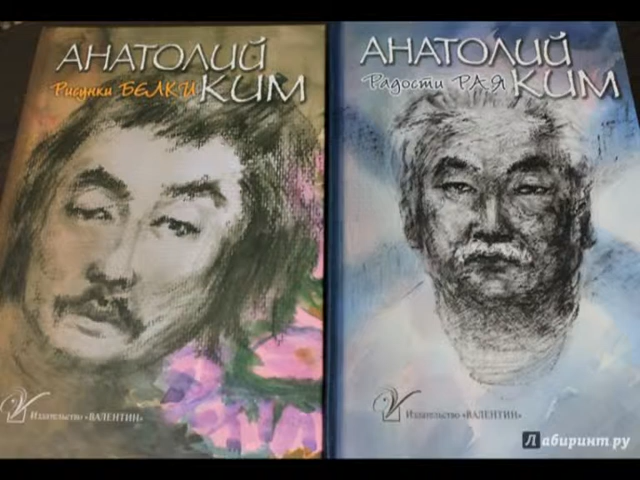 АНАТОЛИЙ
Рисунки БЕЛКИ КИМ
Издательство «ВАЛЕНТИН»
АНАТОЛИЙ
Радости РАЯ КИМ
Издательство «ВАЛЕНТИН»
Лабиринт.ру